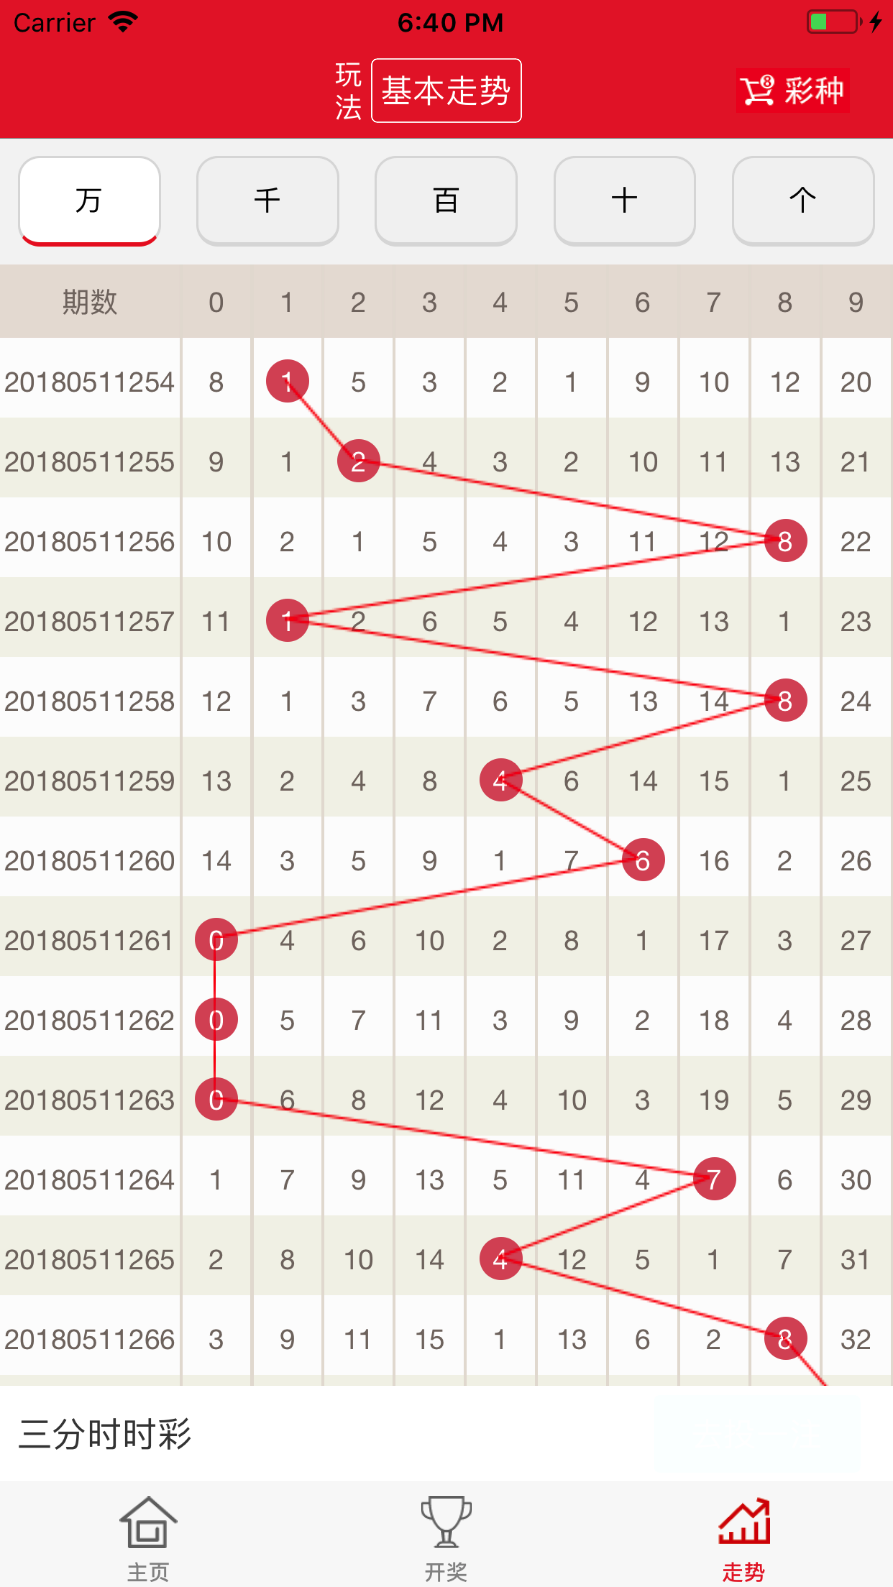 Carrier 6:40 PM
玩法 基本走势 8 彩种
万 千 百 十 个
期数 0 1 2 3 4 5 6 7 8 9
20180511254 8 1 5 3 2 1 9 10 12 20
20180511255 9 1 2 4 3 2 10 11 13 21
20180511256 10 2 1 5 4 3 11 12 8 22
20180511257 11 1 2 6 5 4 12 13 1 23
20180511258 12 1 3 7 6 5 13 14 8 24
20180511259 13 2 4 8 4 6 14 15 1 25
20180511260 14 3 5 9 1 7 6 16 2 26
20180511261 0 4 6 10 2 8 1 17 3 27
20180511262 0 5 7 11 3 9 2 18 4 28
20180511263 0 6 8 12 4 10 3 19 5 29
20180511264 1 7 9 13 5 11 4 7 6 30
20180511265 2 8 10 14 4 12 5 1 7 31
20180511266 3 9 11 15 1 13 6 2 8 32
三分时时彩
主页 开奖 走势